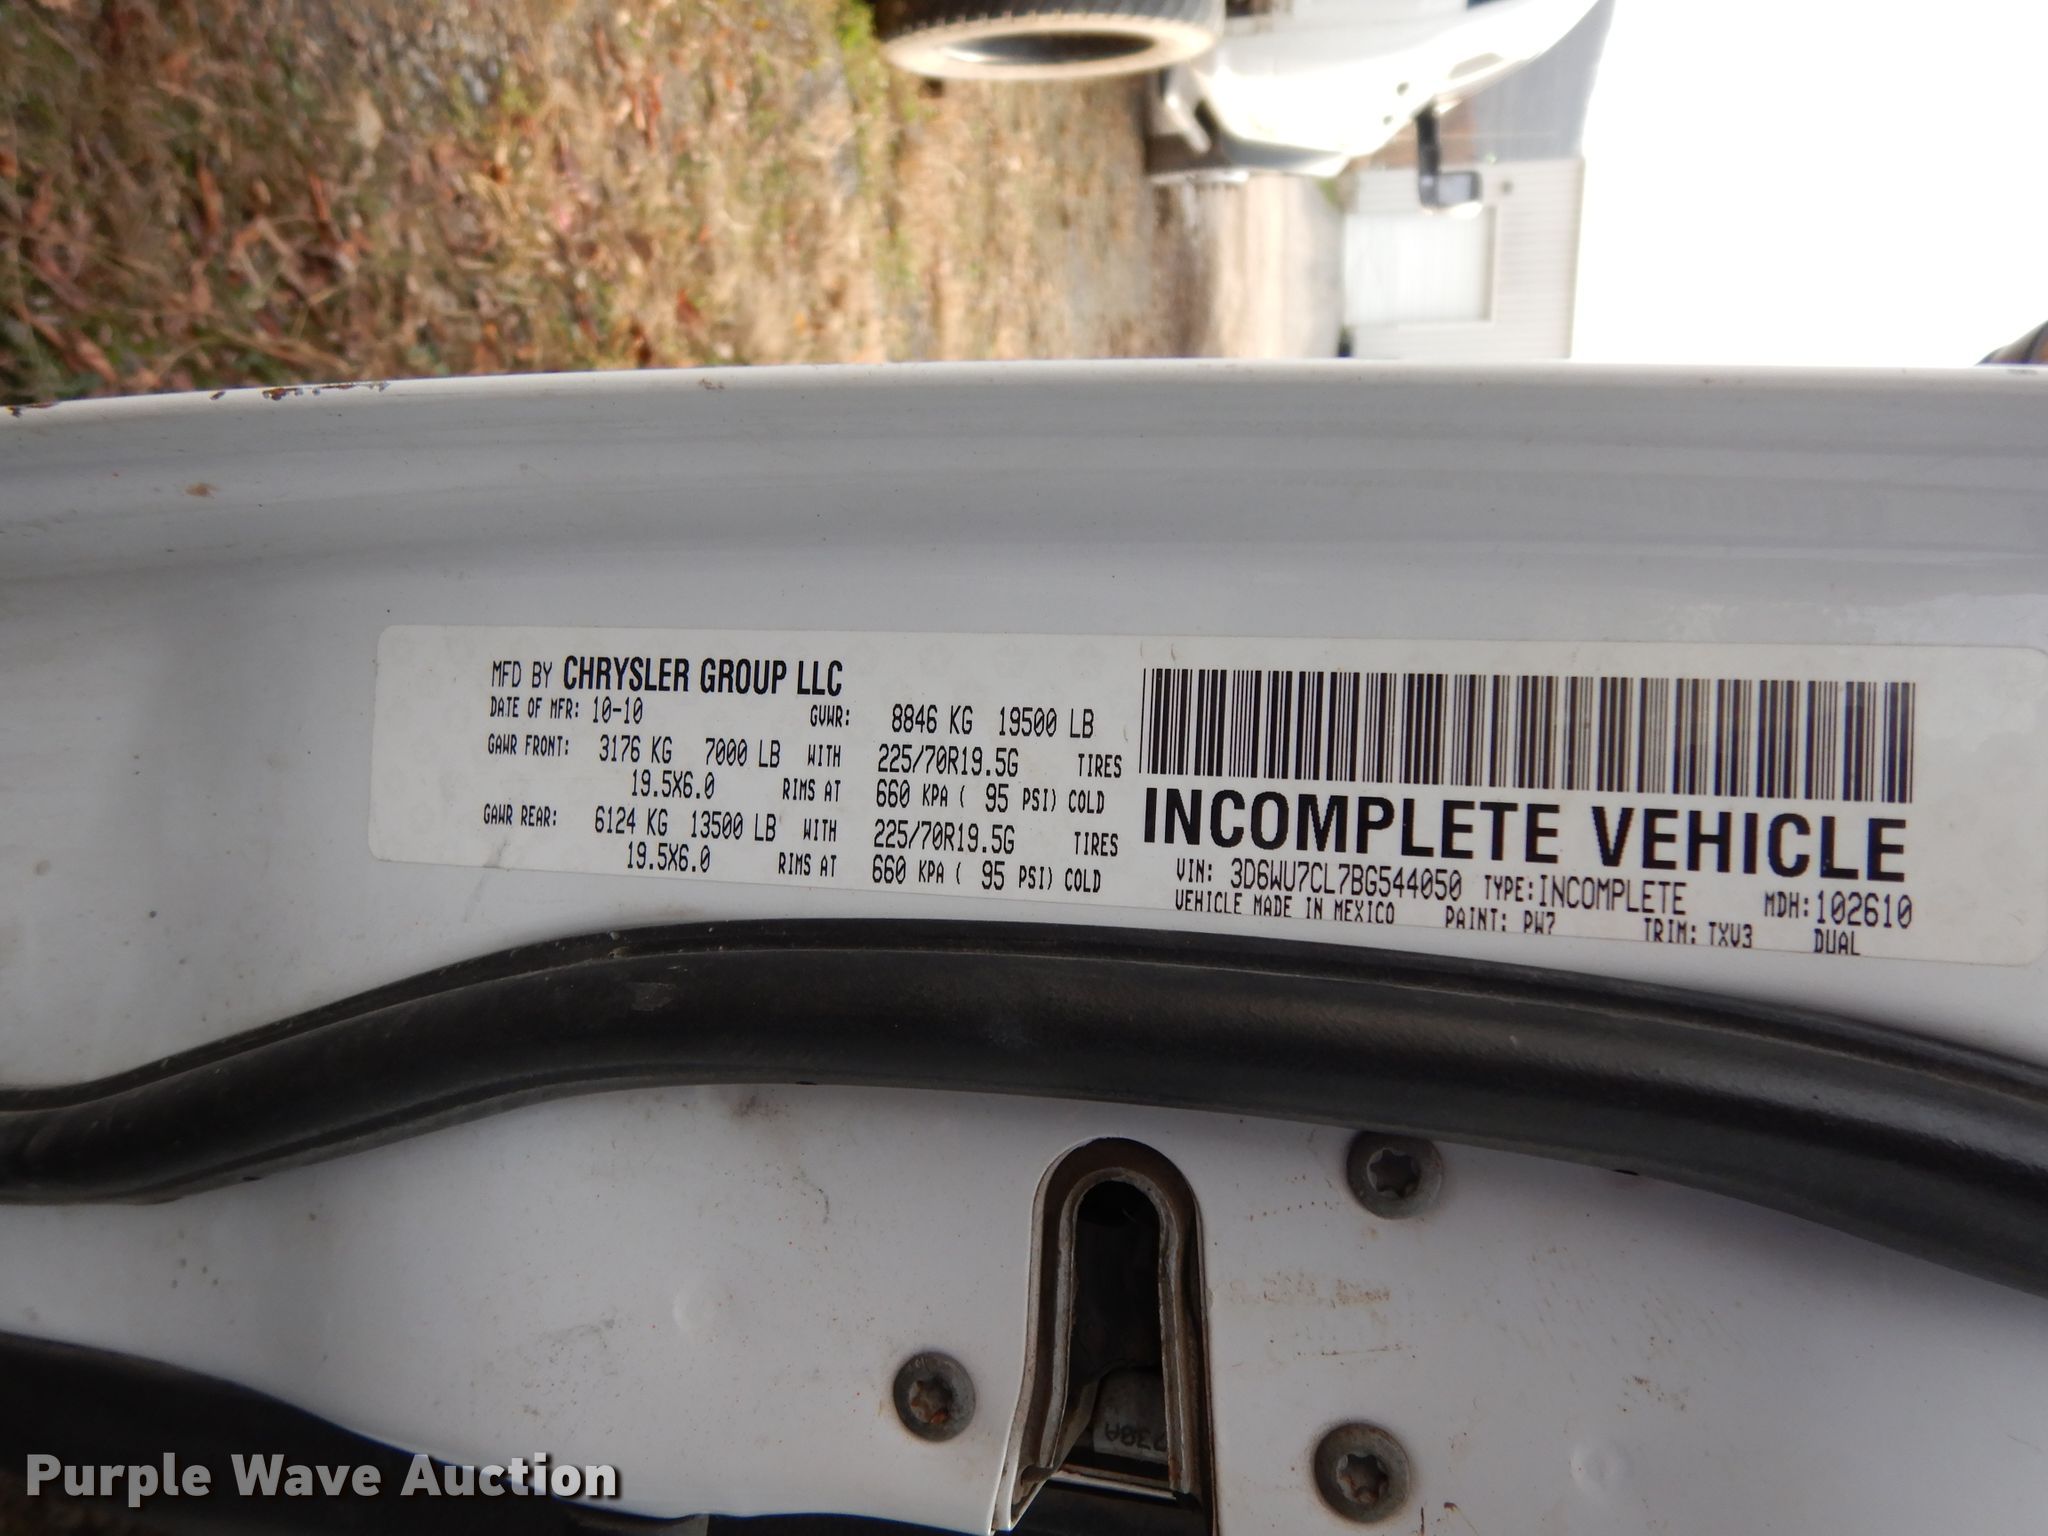 MFD BY CHRYSLER GROUP LLC
DATE OF MFR: 10-10 GVWR: 8846 KG 19500 LB
GAWR FRONT: 3176 KG 7000 LB WITH 225/70R19.5G TIRES
19.5X6.0 RIMS AT 660 KPA ( 95 PSI) COLD
GAWR REAR: 6124 KG 13500 LB WITH 225/70R19.5G TIRES
19.5X6.0 RIMS AT 660 KPA ( 95 PSI) COLD
INCOMPLETE VEHICLE
VIN: 3D6WU7CL7BG544050 TYPE: INCOMPLETE MDH: 102610
VEHICLE MADE IN MEXICO PAINT: PW7 TRIM: TXV3 DUAL
Purple Wave Auction